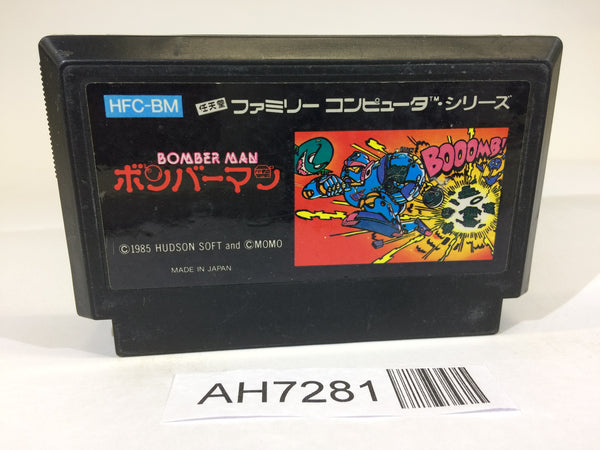 HFC-BM 任天堂 ファミリー コンピュータ™・シリーズ
BOMBER MAN
ボンバーマン
BOOOMB!
©1985 HUDSON SOFT and ©MOMO
MADE IN JAPAN
AH7281